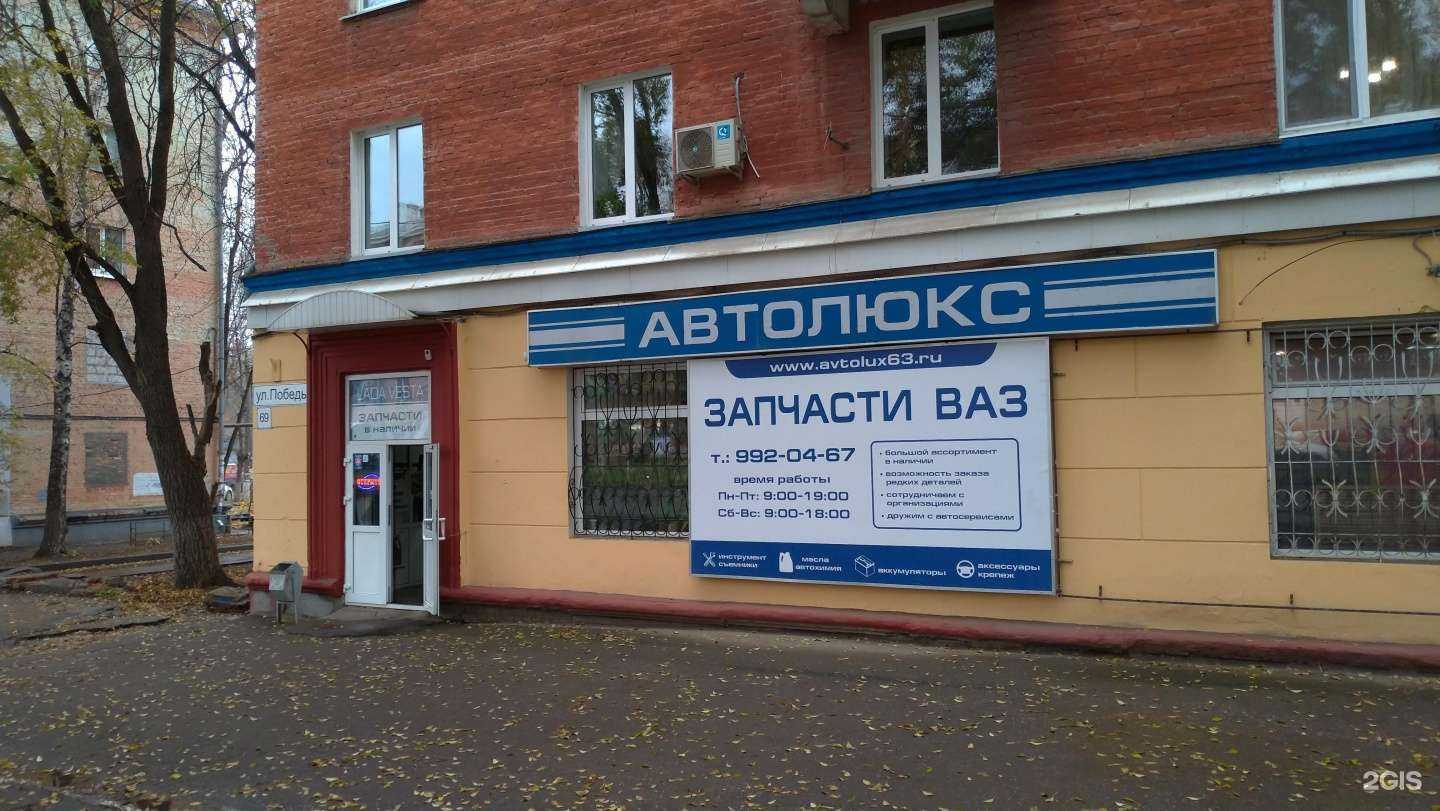 АВТОЛЮКС
www.avtolux63.ru
ЗАПЧАСТИ ВАЗ
т.: 992-04-67
время работы
Пн-Пт: 9:00-19:00
Сб-Вс: 9:00-18:00
• большой ассортимент
в наличии
• возможность заказа
редких деталей
• сотрудничаем с
организациями
• дружим с автосервисами
инструмент
съемники
масла
автохимия
аккумуляторы
аксессуары
крепеж
LADA VESTA
ЗАПЧАСТИ
в наличии
ул.Победы
69
ОТКРЫТО
2GIS